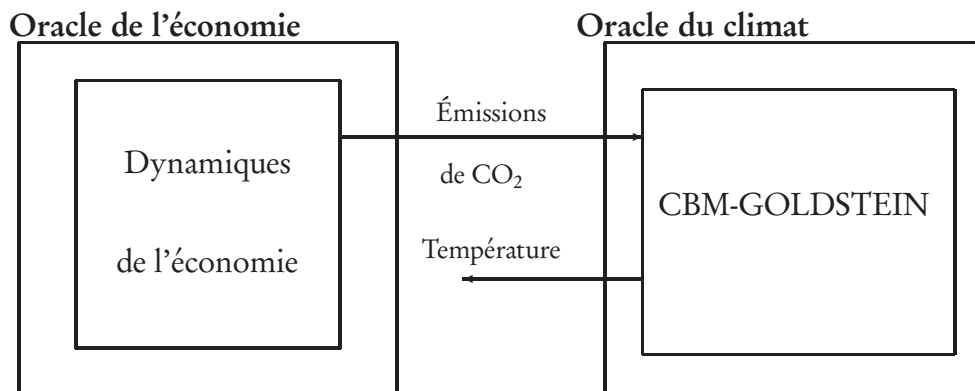 Oracle de l'économie
Oracle du climat
Dynamiques
de l'économie
Émissions
de CO₂
Température
CBM-GOLDSTEIN